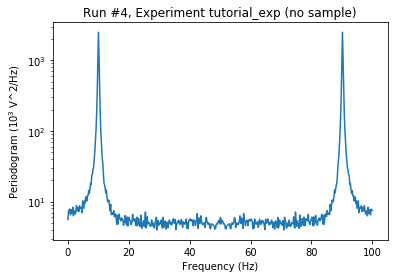 Run #4, Experiment tutorial_exp (no sample)
Periodogram (10³ V^2/Hz)
10³
10²
10¹
0 20 40 60 80 100
Frequency (Hz)